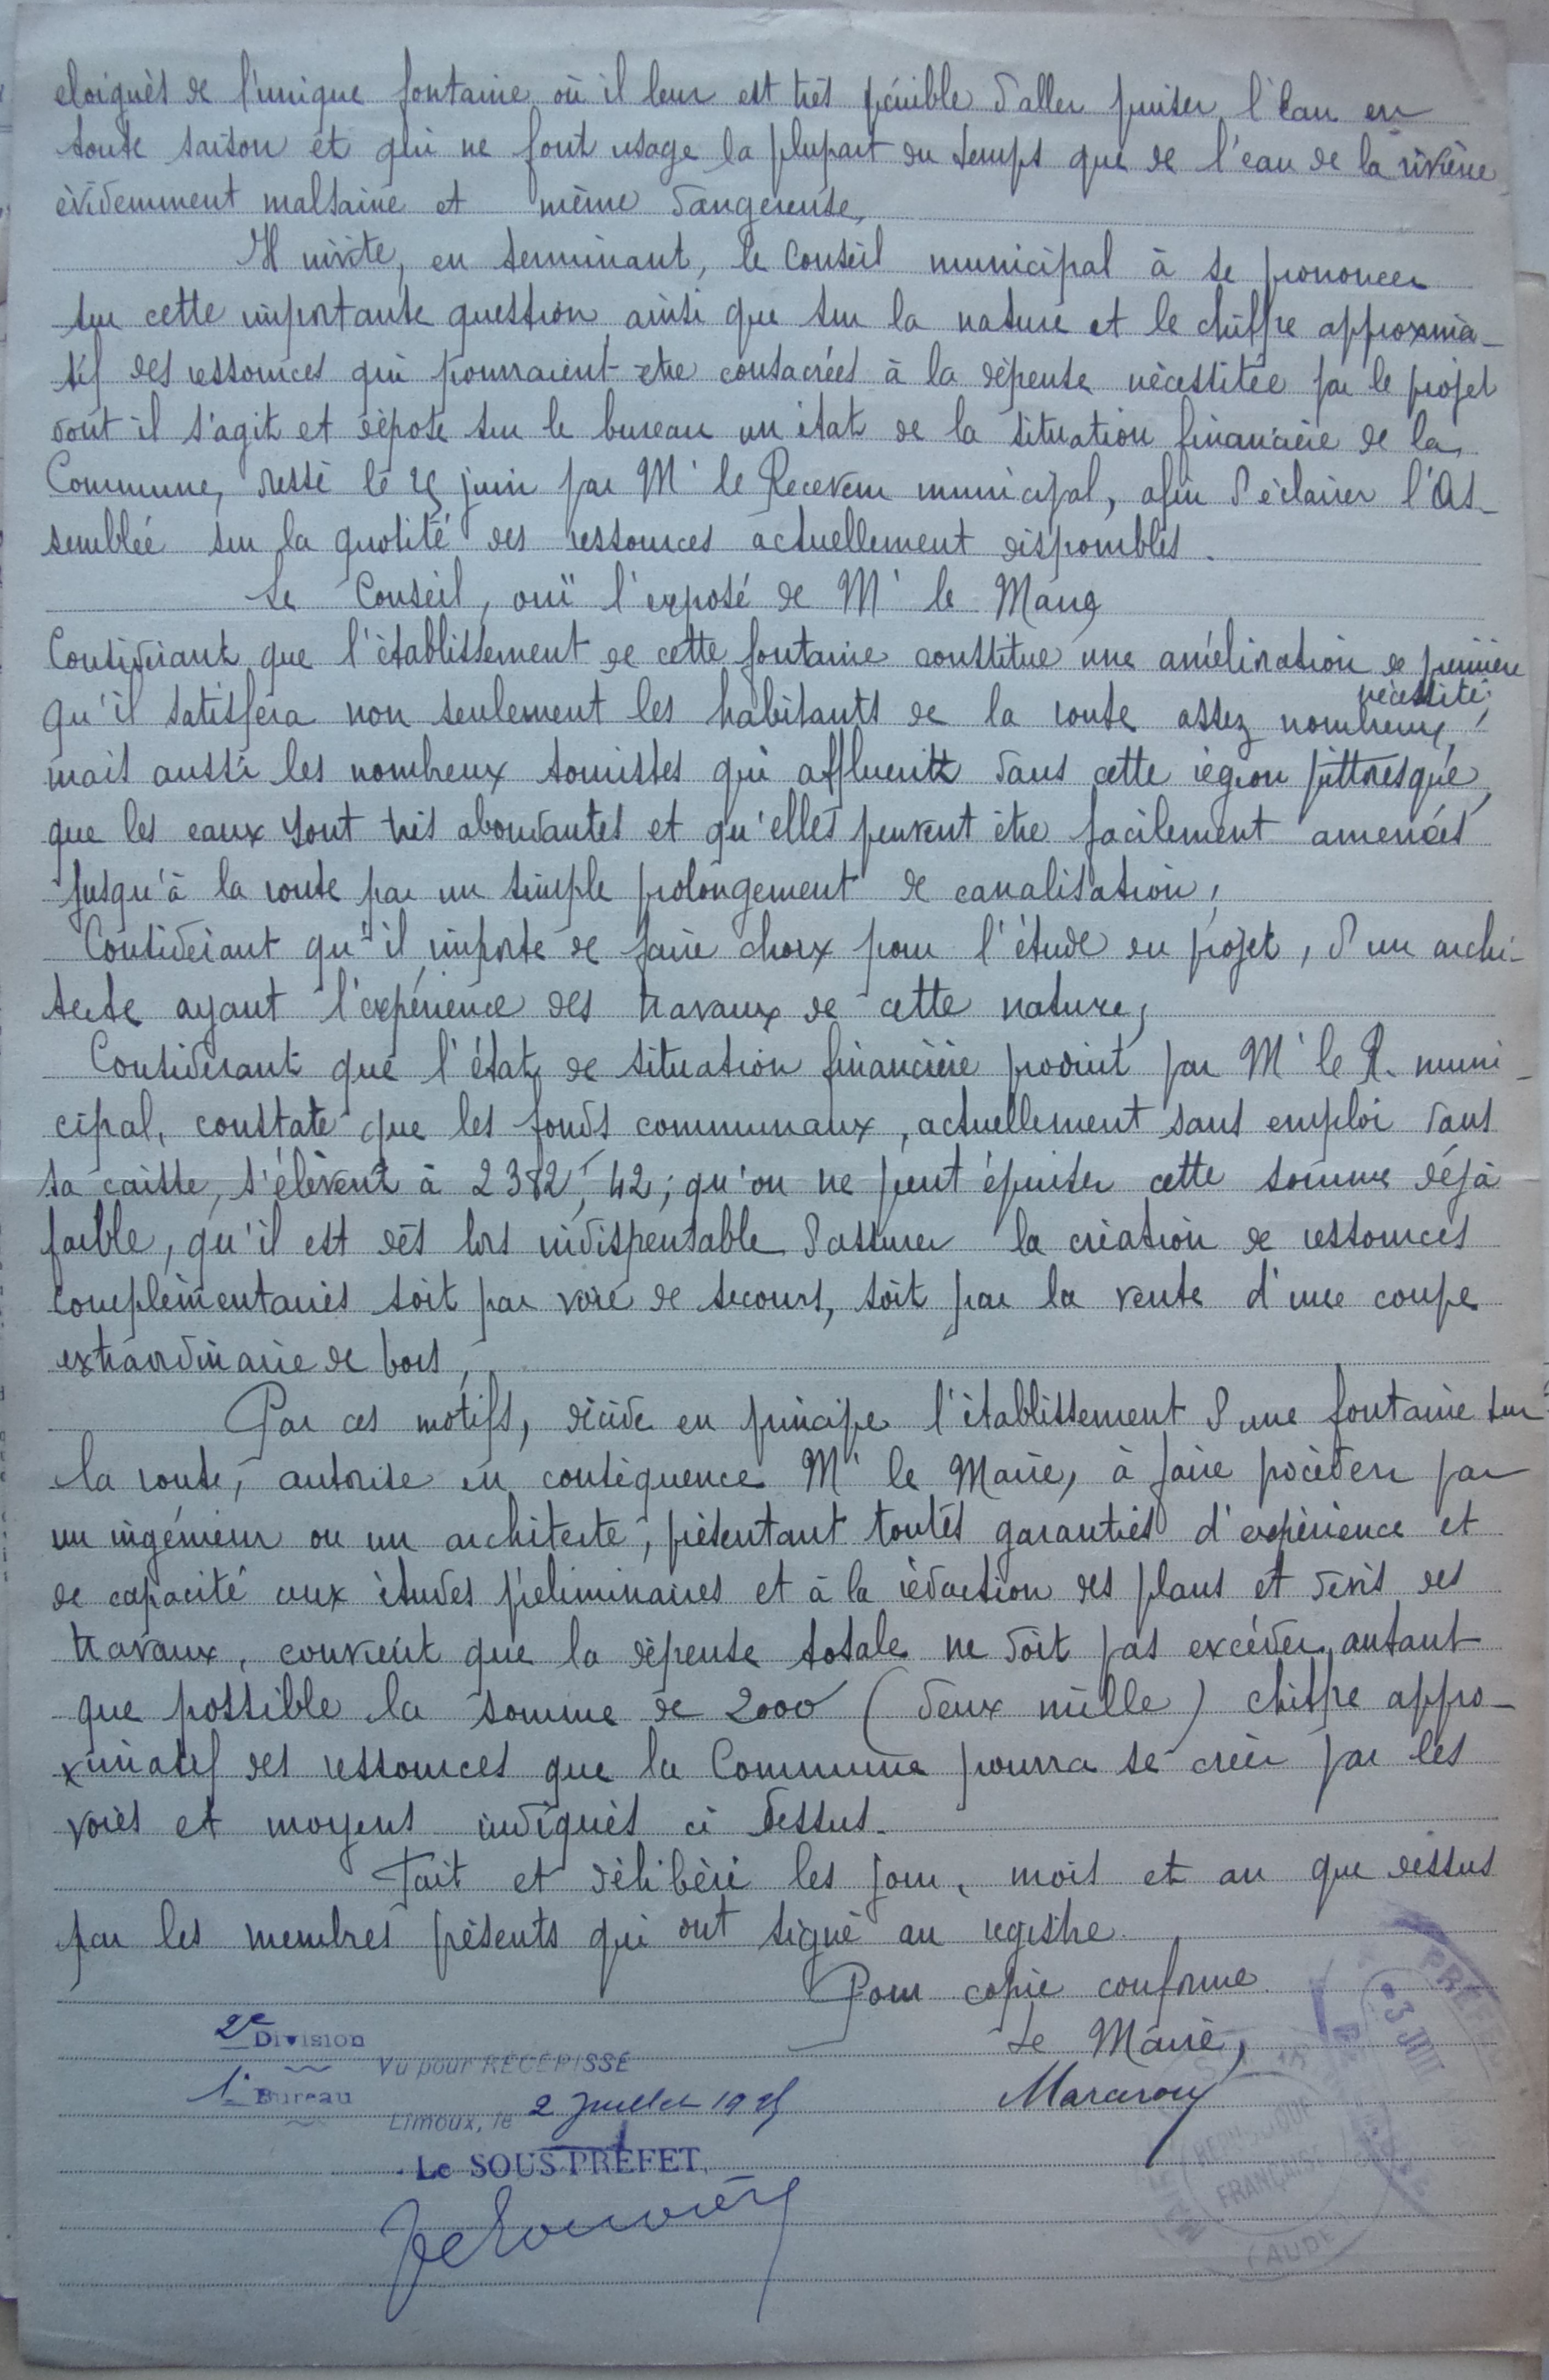 eloignés de l'unique fontaine où il leur est très pénible d'aller puiser l'eau en
toute saison et qui ne font usage la plupart du temps que de l'eau de la rivière
évidemment malsaine et même dangereuse,
Il invite, en terminant, le Conseil municipal à se prononcer
sur cette importante question, ainsi que sur la nature et le chiffre approxima-
tif des ressources qui pourraient être consacrées à la dépense nécessitée par le projet
dont il s'agit et dépose sur le bureau un état de la situation financière de la
Commune, dressé le 25 juin par Mr le Receveur municipal, afin d'éclairer l'As-
semblée sur la quotité des ressources actuellement disponibles.
Le Conseil, ouï l'exposé de Mr le Maire,
Considérant que l'établissement de cette fontaine constitue une amélioration de première
nécessité;
qu'il satisfera non seulement les habitants de la route assez nombreux,
mais aussi les nombreux touristes qui affluent dans cette région pittoresque,
que les eaux sont très abondantes et qu'elles peuvent être facilement amenées
jusqu'à la route par un simple prolongement de canalisation;
Considérant qu'il importe de faire choix pour l'étude du projet, d'un archi-
tecte ayant l'expérience des travaux de cette nature,
Considérant que l'état de situation financière produit par Mr le R. muni-
cipal, constate que les fonds communaux, actuellement sans emploi dans
sa caisse, s'élèvent à 2382f, 42; qu'on ne peut épuiser cette somme déjà
faible, qu'il est dès lors indispensable d'assurer la création de ressources
complémentaires soit par voie de secours, soit par la vente d'une coupe
extraordinaire de bois,
Par ces motifs, décide en principe l'établissement d'une fontaine sur
la route, autorise en conséquence Mr le Maire, à faire procéder par
un ingénieur ou un architecte, présentant toutes garanties d'expérience et
de capacité aux études préliminaires et à la rédaction des plans et devis des
travaux, convient que la dépense totale ne doit pas excéder, autant
que possible la somme de 2000 (deux mille) chiffre appro-
ximatif des ressources que la Commune pourra se créer par les
voies et moyens indiqués ci dessus.
Fait et délibéré les jour, mois et an que dessus
par les membres présents qui ont signé au registre.
Pour copie conforme
Le Maire,
2e Division
1er Bureau
Vu pour RÉCÉPISSÉ
Limoux, le 2 Juillet
Le SOUS-PRÉFET,
PRÉFE
3 JUI
RÉPUBLIQUE
FRANÇAISE
(AUDE)